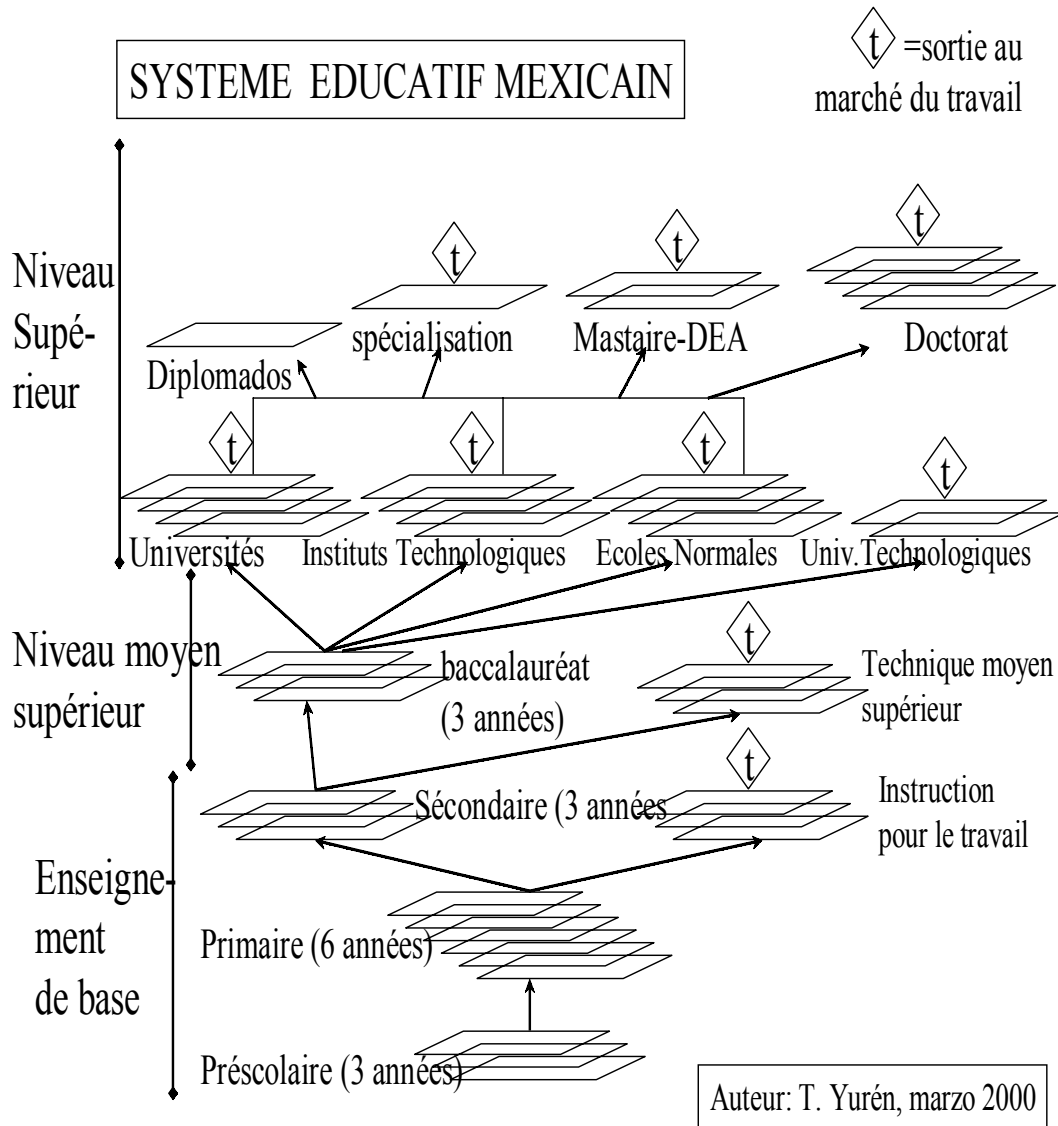 SYSTEME EDUCATIF MEXICAIN
t =sortie au
marché du travail
Niveau
Supé-
rieur
t
t
t
spécialisation
Mastaire-DEA
Doctorat
Diplomados
t
t
t
t
Universités
Instituts Technologiques
Ecoles Normales
Univ. Technologiques
Niveau moyen
supérieur
baccalauréat
(3 années)
t
Technique moyen
supérieur
t
Sécondaire (3 années
Instruction
pour le travail
Enseigne-
ment
de base
Primaire (6 années)
Préscolaire (3 années)
Auteur: T. Yurén, marzo 2000